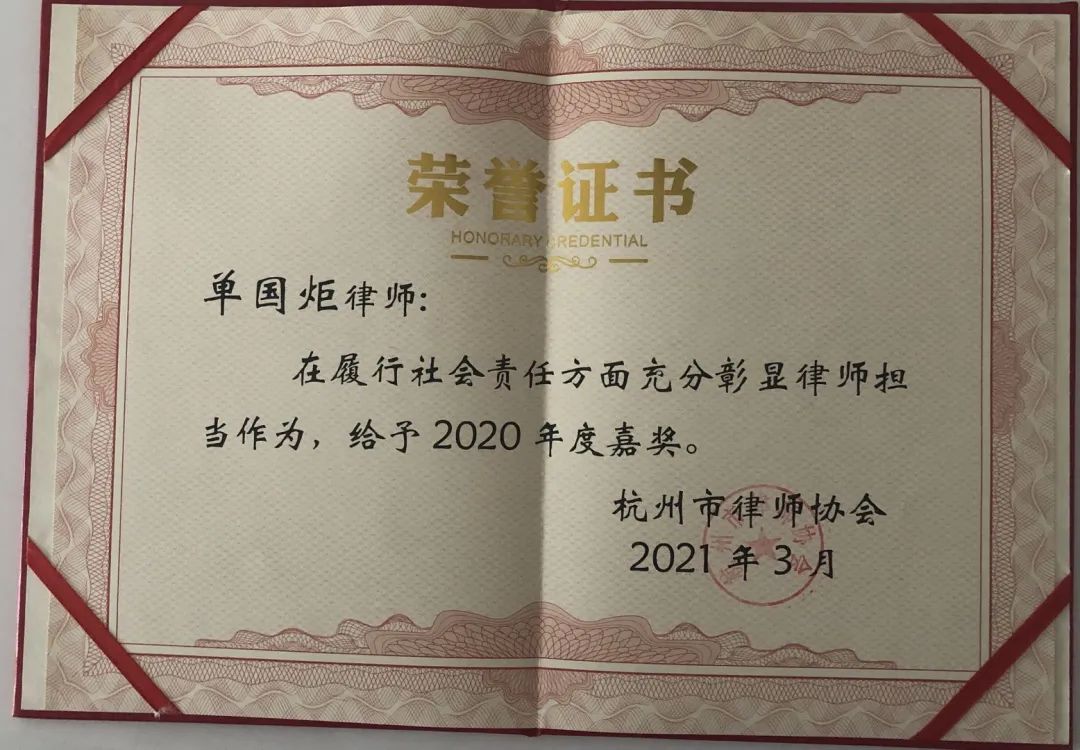 荣誉证书
HONORARY CREDENTIAL
单国炬律师:
在履行社会责任方面充分彰显律师担
当作为，给予2020年度嘉奖。
杭州市律师协会
2021年3月